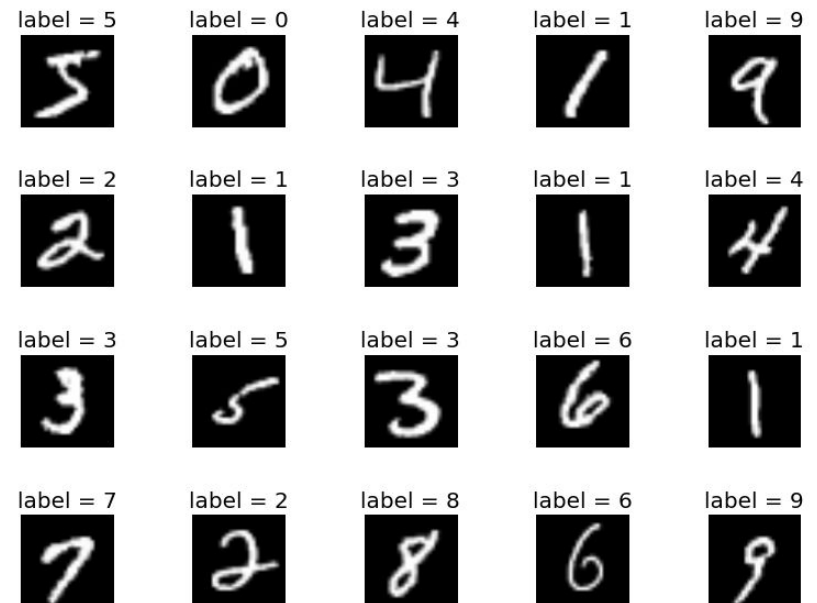 label = 5 label = 0 label = 4 label = 1 label = 9
5 0 4 1 9
label = 2 label = 1 label = 3 label = 1 label = 4
2 1 3 1 4
label = 3 label = 5 label = 3 label = 6 label = 1
3 5 3 6 1
label = 7 label = 2 label = 8 label = 6 label = 9
7 2 8 6 9